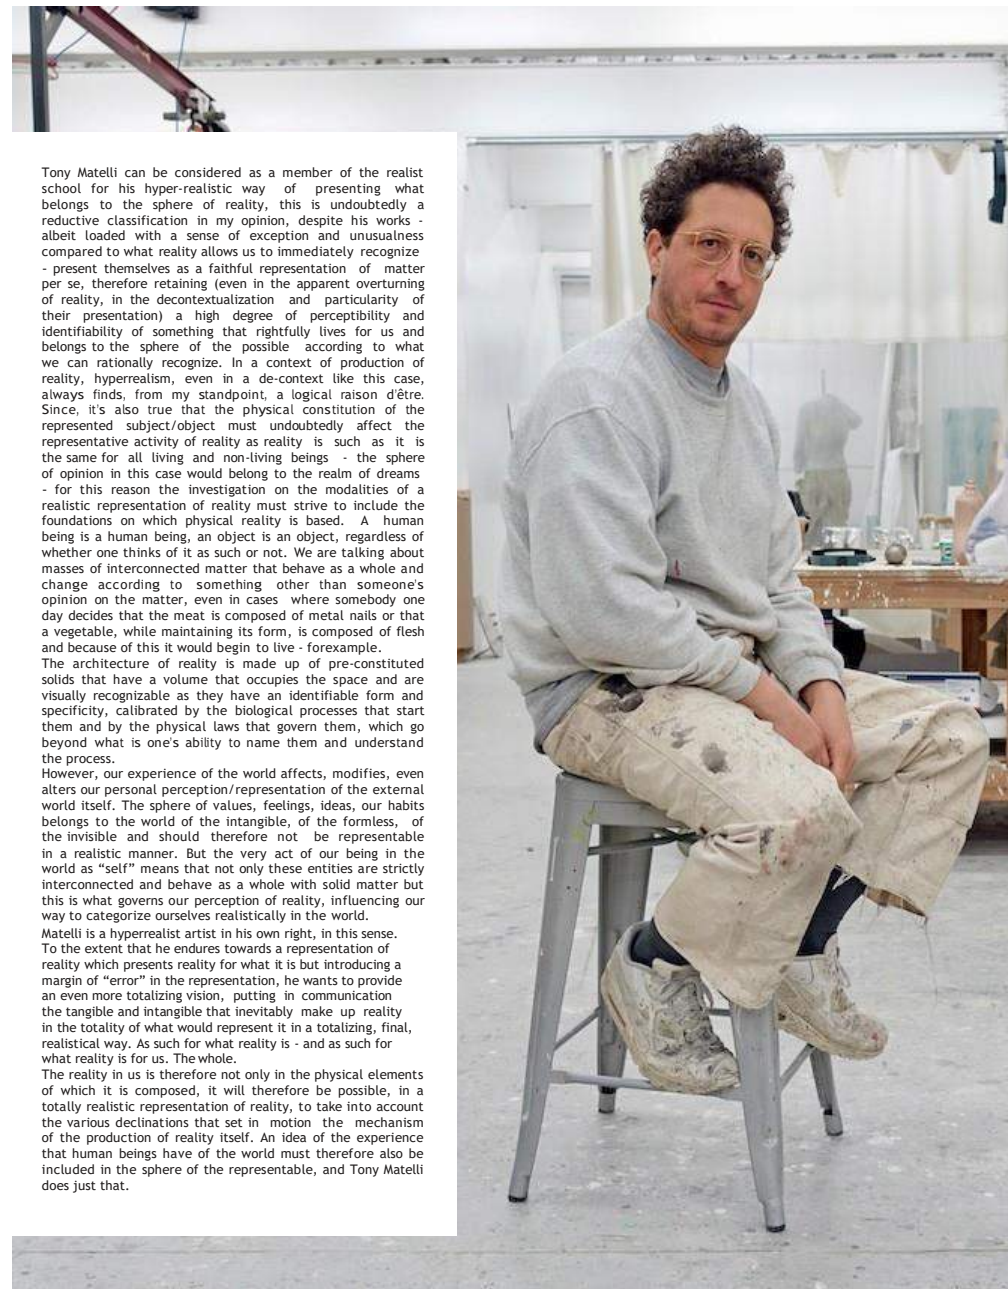 Tony Matelli can be considered as a member of the realist
school for his hyper-realistic way of presenting what
belongs to the sphere of reality, this is undoubtedly a
reductive classification in my opinion, despite his works -
albeit loaded with a sense of exception and unusualness
compared to what reality allows us to immediately recognize
- present themselves as a faithful representation of matter
per se, therefore retaining (even in the apparent overturning
of reality, in the decontextualization and particularity of
their presentation) a high degree of perceptibility and
identifiability of something that rightfully lives for us and
belongs to the sphere of the possible according to what
we can rationally recognize. In a context of production of
reality, hyperrealism, even in a de-context like this case,
always finds, from my standpoint, a logical raison d'être.
Since, it's also true that the physical constitution of the
represented subject/object must undoubtedly affect the
representative activity of reality as reality is such as it is
the same for all living and non-living beings - the sphere
of opinion in this case would belong to the realm of dreams
- for this reason the investigation on the modalities of a
realistic representation of reality must strive to include the
foundations on which physical reality is based. A human
being is a human being, an object is an object, regardless of
whether one thinks of it as such or not. We are talking about
masses of interconnected matter that behave as a whole and
change according to something other than someone's
opinion on the matter, even in cases where somebody one
day decides that the meat is composed of metal nails or that
a vegetable, while maintaining its form, is composed of flesh
and because of this it would begin to live - forexample.
The architecture of reality is made up of pre-constituted
solids that have a volume that occupies the space and are
visually recognizable as they have an identifiable form and
specificity, calibrated by the biological processes that start
them and by the physical laws that govern them, which go
beyond what is one's ability to name them and understand
the process.
However, our experience of the world affects, modifies, even
alters our personal perception/representation of the external
world itself. The sphere of values, feelings, ideas, our habits
belongs to the world of the intangible, of the formless, of
the invisible and should therefore not be representable
in a realistic manner. But the very act of our being in the
world as “self” means that not only these entities are strictly
interconnected and behave as a whole with solid matter but
this is what governs our perception of reality, influencing our
way to categorize ourselves realistically in the world.
Matelli is a hyperrealist artist in his own right, in this sense.
To the extent that he endures towards a representation of
reality which presents reality for what it is but introducing a
margin of “error” in the representation, he wants to provide
an even more totalizing vision, putting in communication
the tangible and intangible that inevitably make up reality
in the totality of what would represent it in a totalizing, final,
realistical way. As such for what reality is - and as such for
what reality is for us. The whole.
The reality in us is therefore not only in the physical elements
of which it is composed, it will therefore be possible, in a
totally realistic representation of reality, to take into account
the various declinations that set in motion the mechanism
of the production of reality itself. An idea of the experience
that human beings have of the world must therefore also be
included in the sphere of the representable, and Tony Matelli
does just that.